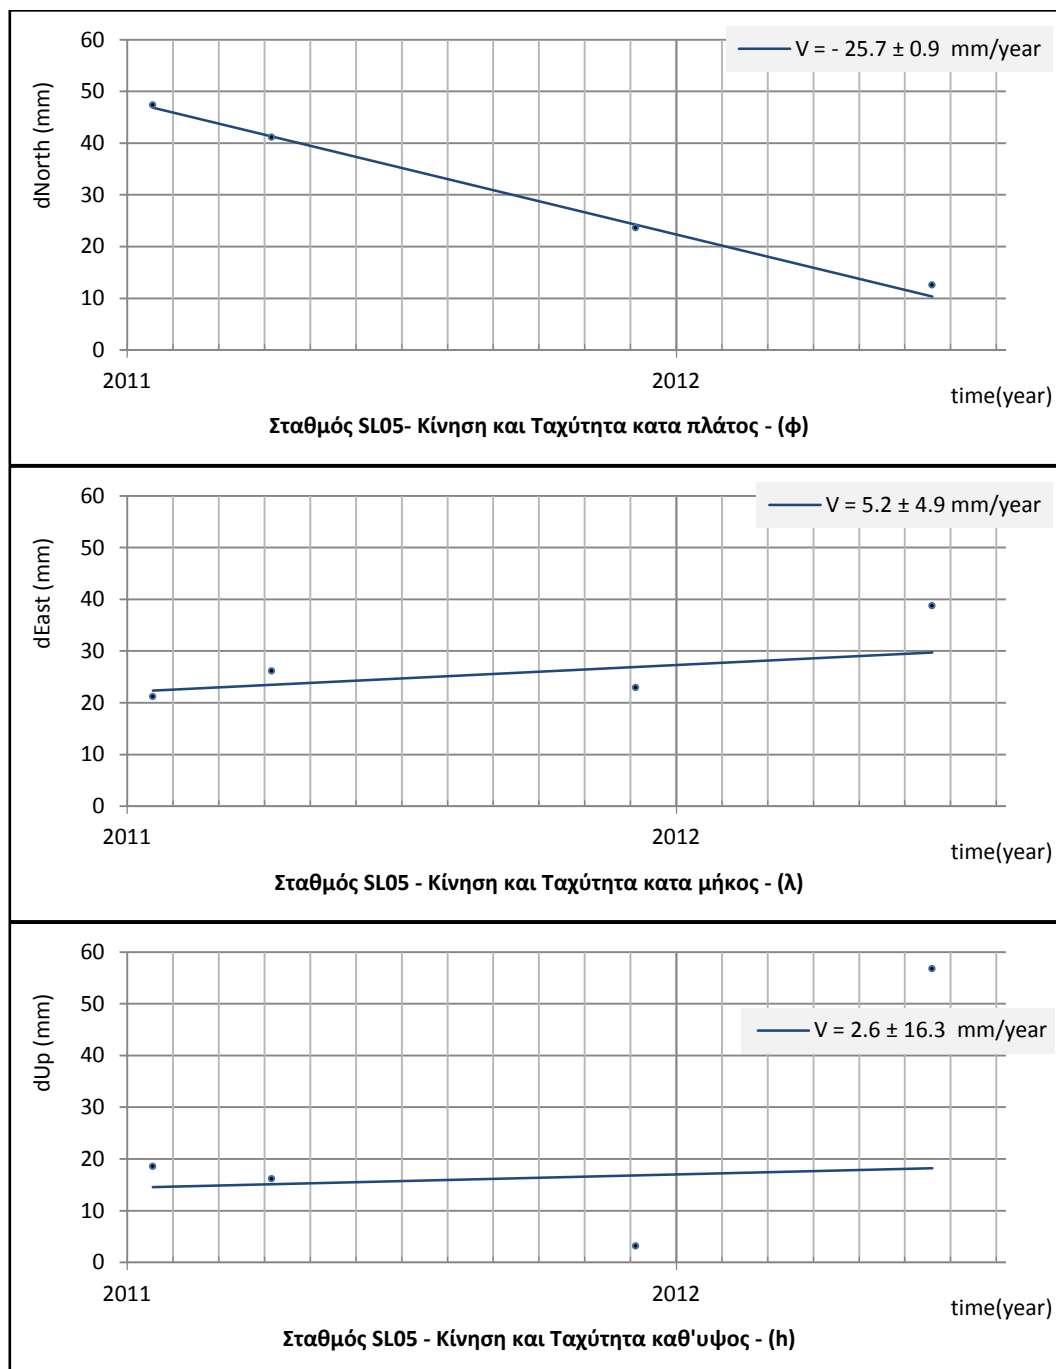 60
V = - 25.7 ± 0.9 mm/year
50
40
30
20
10
0
dNorth (mm)
2011
2012
time(year)
Σταθμός SL05- Κίνηση και Ταχύτητα κατα πλάτος - (φ)
60
V = 5.2 ± 4.9 mm/year
50
40
30
20
10
0
dEast (mm)
2011
2012
time(year)
Σταθμός SL05 - Κίνηση και Ταχύτητα κατα μήκος - (λ)
60
50
V = 2.6 ± 16.3 mm/year
40
30
20
10
0
dUp (mm)
2011
2012
time(year)
Σταθμός SL05 - Κίνηση και Ταχύτητα καθ'υψος - (h)